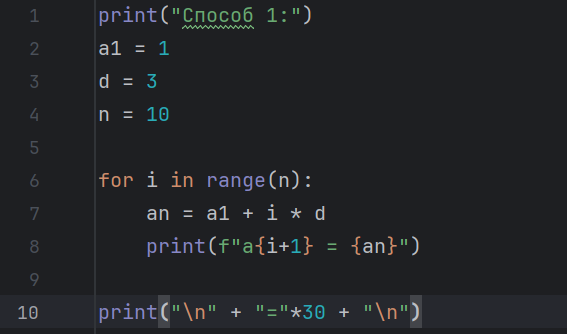 1 print("Способ 1:")
2 a1 = 1
3 d = 3
4 n = 10
5
6 for i in range(n):
7     an = a1 + i * d
8     print(f"a{i+1} = {an}")
9
10 print("\n" + "="*30 + "\n")